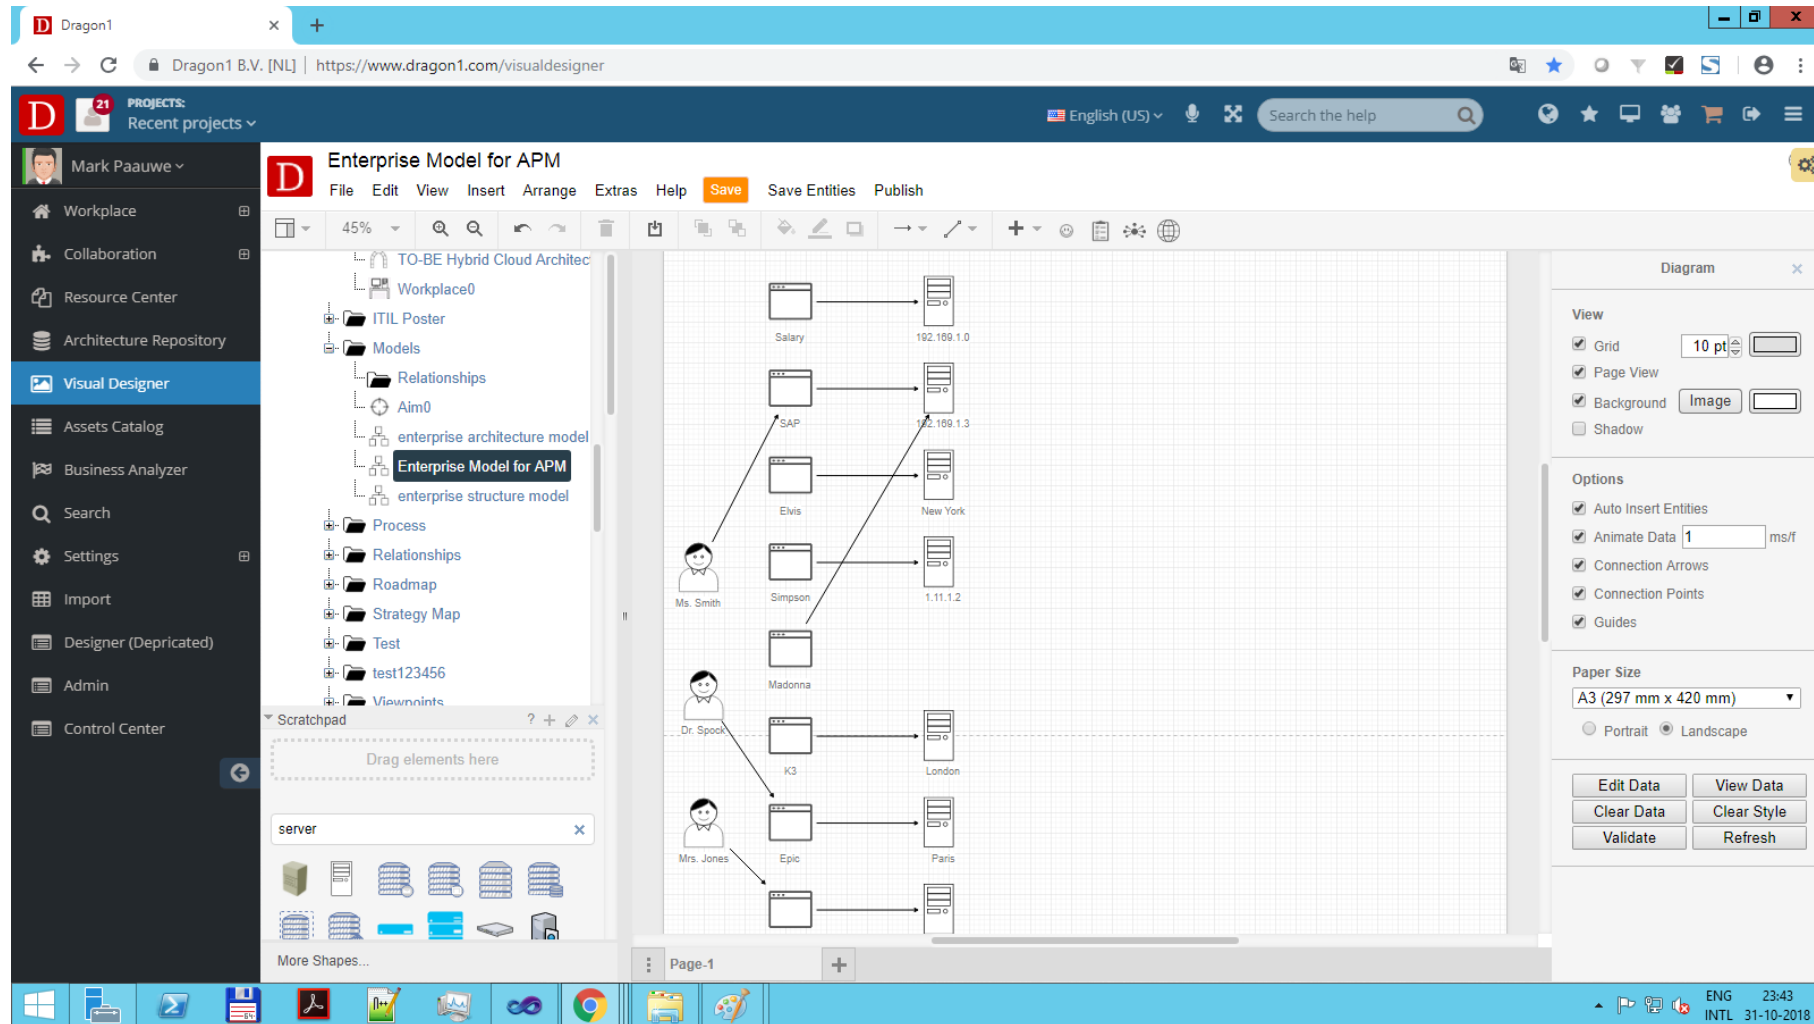 D Dragon1 × +
Dragon1 B.V. [NL] | https://www.dragon1.com/visualdesigner
D 21 PROJECTS:
Recent projects
English (US)
Search the help
Mark Paauwe
Workplace
Collaboration
Resource Center
Architecture Repository
Visual Designer
Assets Catalog
Business Analyzer
Search
Settings
Import
Designer (Depricated)
Admin
Control Center
D Enterprise Model for APM
File Edit View Insert Arrange Extras Help Save Save Entities Publish
45%
TO-BE Hybrid Cloud Architec
Workplace0
ITIL Poster
Models
Relationships
Aim0
enterprise architecture model
Enterprise Model for APM
enterprise structure model
Process
Relationships
Roadmap
Strategy Map
Test
test123456
Viewpoints
Scratchpad ? + ×
Drag elements here
server ×
More Shapes...
Salary 192.169.1.0
SAP 192.169.1.3
Elvis New York
Ms. Smith Simpson 1.11.1.2
Madonna
Dr. Spock
K3 London
Mrs. Jones Epic Paris
Page-1
Diagram ×
View
Grid 10 pt
Page View
Background Image
Shadow
Options
Auto Insert Entities
Animate Data 1 ms/f
Connection Arrows
Connection Points
Guides
Paper Size
A3 (297 mm x 420 mm)
Portrait Landscape
Edit Data View Data
Clear Data Clear Style
Validate Refresh
ENG 23:43
INTL 31-10-2018